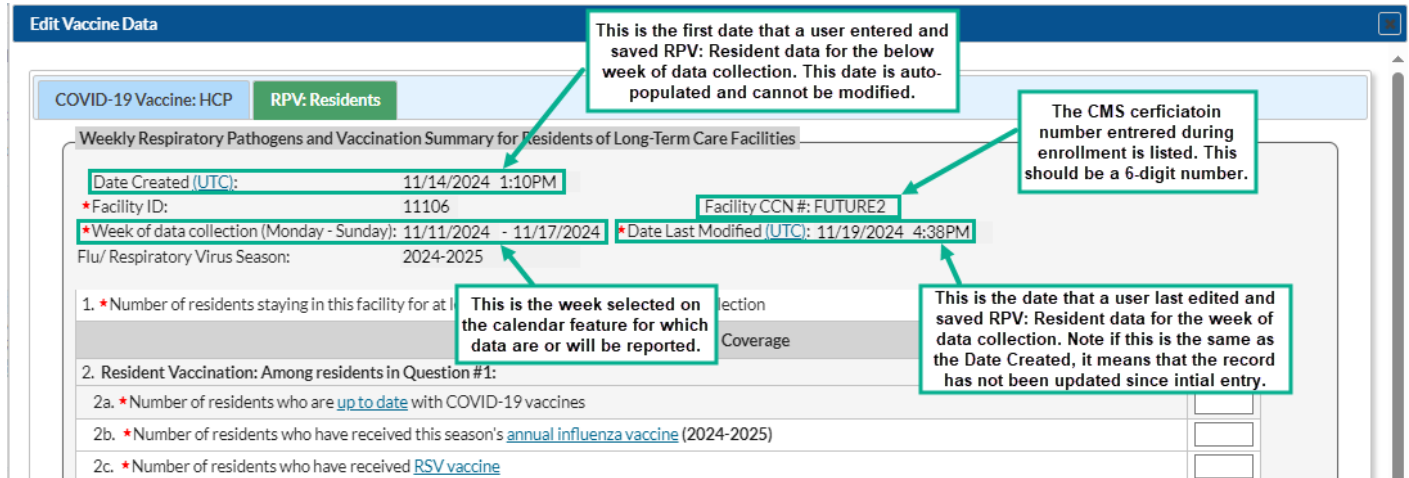 Edit Vaccine Data
This is the first date that a user entered and
saved RPV: Resident data for the below
week of data collection. This date is auto-
populated and cannot be modified.
COVID-19 Vaccine: HCP
RPV: Residents
The CMS cerficiatoin
number entrered during
enrollment is listed. This
should be a 6-digit number.
Weekly Respiratory Pathogens and Vaccination Summary for Residents of Long-Term Care Facilities
Date Created (UTC): 11/14/2024 1:10PM
*Facility ID: 11106 Facility CCN #: FUTURE2
*Week of data collection (Monday - Sunday): 11/11/2024 - 11/17/2024 *Date Last Modified (UTC): 11/19/2024 4:38PM
Flu/ Respiratory Virus Season: 2024-2025
1. *Number of residents staying in this facility for at lection
This is the week selected on
the calendar feature for which
data are or will be reported.
This is the date that a user last edited and
saved RPV: Resident data for the week of
data collection. Note if this is the same as
the Date Created, it means that the record
has not been updated since intial entry.
Coverage
2. Resident Vaccination: Among residents in Question #1:
2a. *Number of residents who are up to date with COVID-19 vaccines
2b. *Number of residents who have received this season's annual influenza vaccine (2024-2025)
2c. *Number of residents who have received RSV vaccine